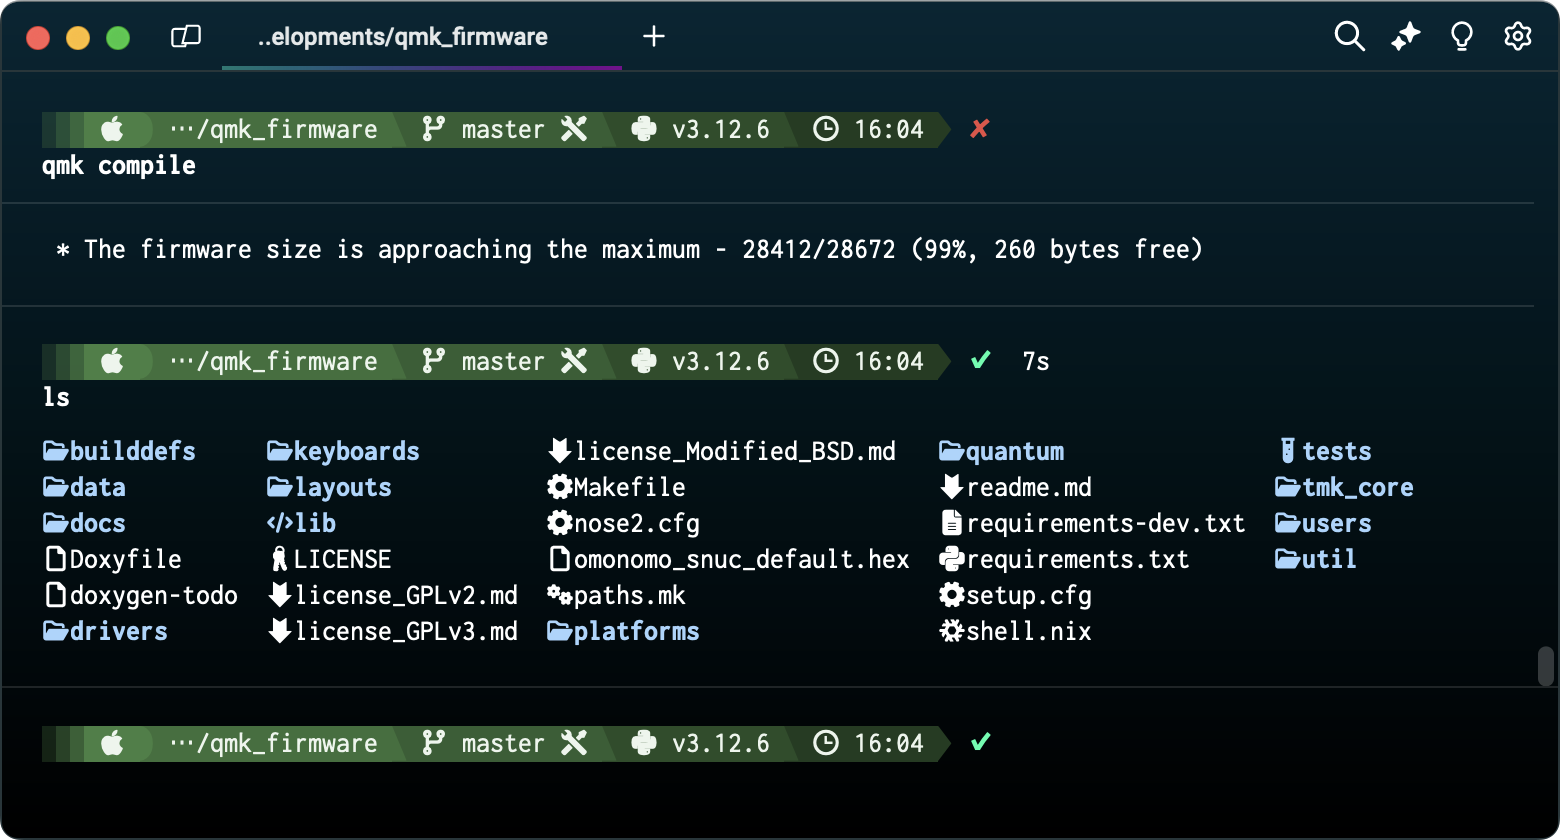 ..elopments/qmk_firmware
…/qmk_firmware master v3.12.6 16:04 ✘
qmk compile
* The firmware size is approaching the maximum - 28412/28672 (99%, 260 bytes free)
…/qmk_firmware master v3.12.6 16:04 ✔ 7s
ls
builddefs keyboards license_Modified_BSD.md quantum tests
data layouts Makefile readme.md tmk_core
docs lib nose2.cfg requirements-dev.txt users
Doxyfile LICENSE omonomo_snuc_default.hex requirements.txt util
doxygen-todo license_GPLv2.md paths.mk setup.cfg
drivers license_GPLv3.md platforms shell.nix
…/qmk_firmware master v3.12.6 16:04 ✔